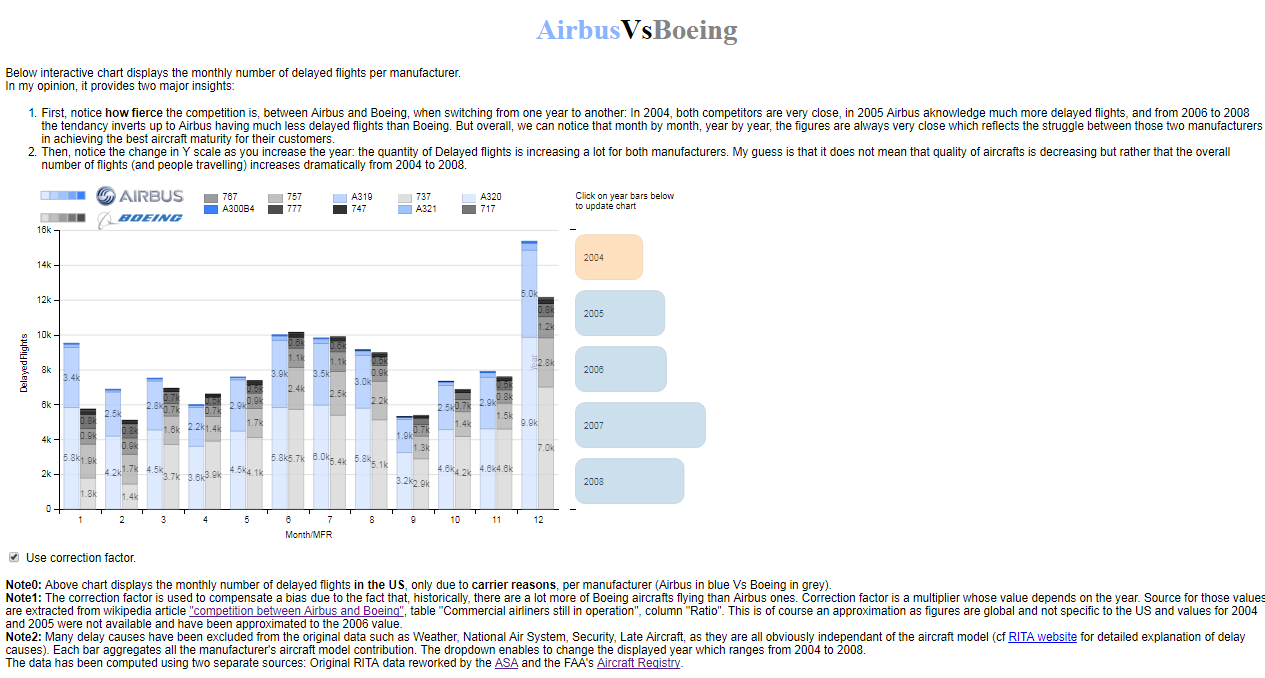 AirbusVsBoeing
Below interactive chart displays the monthly number of delayed flights per manufacturer.
In my opinion, it provides two major insights:
1. First, notice how fierce the competition is, between Airbus and Boeing, when switching from one year to another: In 2004, both competitors are very close, in 2005 Airbus aknowledge much more delayed flights, and from 2006 to 2008
the tendancy inverts up to Airbus having much less delayed flights than Boeing. But overall, we can notice that month by month, year by year, the figures are always very close which reflects the struggle between those two manufacturers
in achieving the best aircraft maturity for their customers.
2. Then, notice the change in Y scale as you increase the year: the quantity of Delayed flights is increasing a lot for both manufacturers. My guess is that it does not mean that quality of aircrafts is decreasing but rather that the overall
number of flights (and people travelling) increases dramatically from 2004 to 2008.
AIRBUS 767 757 A319 737 A320
BOEING A300B4 777 747 A321 717
Click on year bars below
to update chart
16k
14k
12k
10k
8k
6k
4k
2k
0
Delayed Flights
3.4k 5.8k 0.8k 0.9k 1.9k 1.8k
2.5k 4.2k 0.8k 0.9k 1.7k 1.4k
2.8k 4.5k 0.7k 0.7k 1.6k 3.7k
2.2k 3.6k 0.5k 0.7k 1.4k 3.9k
2.9k 4.5k 0.5k 0.9k 1.7k 4.1k
3.9k 5.8k 0.6k 1.1k 2.4k 5.7k
3.5k 6.0k 0.6k 1.1k 2.5k 5.4k
3.0k 5.8k 0.5k 0.9k 2.2k 5.1k
1.9k 3.2k 0.7k 1.3k 2.9k
2.5k 4.6k 0.7k 1.4k 4.2k
2.9k 4.6k 0.5k 0.8k 1.5k 4.6k
5.0k 9.9k 0.8k 1.2k 2.8k 7.0k
Year
1 2 3 4 5 6 7 8 9 10 11 12
Month/MFR
2004
2005
2006
2007
2008
Use correction factor.
Note0: Above chart displays the monthly number of delayed flights in the US, only due to carrier reasons, per manufacturer (Airbus in blue Vs Boeing in grey).
Note1: The correction factor is used to compensate a bias due to the fact that, historically, there are a lot more of Boeing aircrafts flying than Airbus ones. Correction factor is a multiplier whose value depends on the year. Source for those values
are extracted from wikipedia article "competition between Airbus and Boeing", table "Commercial airliners still in operation", column "Ratio". This is of course an approximation as figures are global and not specific to the US and values for 2004
and 2005 were not available and have been approximated to the 2006 value.
Note2: Many delay causes have been excluded from the original data such as Weather, National Air System, Security, Late Aircraft, as they are all obviously independant of the aircraft model (cf RITA website for detailed explanation of delay
causes). Each bar aggregates all the manufacturer's aircraft model contribution. The dropdown enables to change the displayed year which ranges from 2004 to 2008.
The data has been computed using two separate sources: Original RITA data reworked by the ASA and the FAA's Aircraft Registry.